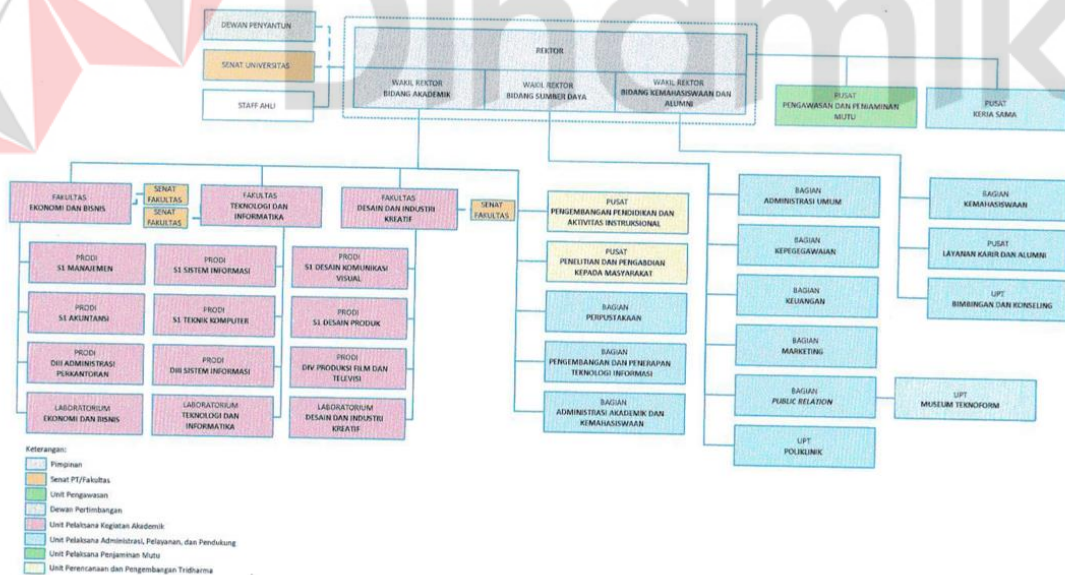 Dinamik
DEWAN PENYANTUN
SENAT UNIVERSITAS
STAFF AHLI
REKTOR
WAKIL REKTOR
BIDANG AKADEMIK
WAKIL REKTOR
BIDANG SUMBER DAYA
WAKIL REKTOR
BIDANG KEMAHASISWAAN DAN
ALUMNI
PUSAT
PENGAWASAN DAN PENJAMINAN
MUTU
PUSAT
KERJA SAMA
FAKULTAS
EKONOMI DAN BISNIS
SENAT
FAKULTAS
SENAT
FAKULTAS
FAKULTAS
TEKNOLOGI DAN
INFORMATIKA
FAKULTAS
DESAIN DAN INDUSTRI
KREATIF
SENAT
FAKULTAS
PRODI
S1 MANAJEMEN
PRODI
S1 AKUNTANSI
PRODI
DIII ADMINISTRASI
PERKANTORAN
LABORATORIUM
EKONOMI DAN BISNIS
PRODI
S1 SISTEM INFORMASI
PRODI
S1 TEKNIK KOMPUTER
PRODI
DIII SISTEM INFORMASI
LABORATORIUM
TEKNOLOGI DAN
INFORMATIKA
PRODI
S1 DESAIN KOMUNIKASI
VISUAL
PRODI
S1 DESAIN PRODUK
PRODI
DIV PRODUKSI FILM DAN
TELEVISI
LABORATORIUM
DESAIN DAN INDUSTRI
KREATIF
PUSAT
PENGEMBANGAN PENDIDIKAN DAN
AKTIVITAS INSTRUKSIONAL
PUSAT
PENELITIAN DAN PENGABDIAN
KEPADA MASYARAKAT
BAGIAN
PERPUSTAKAAN
BAGIAN
PENGEMBANGAN DAN PENERAPAN
TEKNOLOGI INFORMASI
BAGIAN
ADMINISTRASI AKADEMIK DAN
KEMAHASISWAAN
BAGIAN
ADMINISTRASI UMUM
BAGIAN
KEPEGEGAWAIAN
BAGIAN
KEUANGAN
BAGIAN
MARKETING
BAGIAN
PUBLIC RELATION
UPT
POLIKLINIK
UPT
MUSEUM TEKNOFORM
BAGIAN
KEMAHASISWAAN
PUSAT
LAYANAN KARIR DAN ALUMNI
UPT
BIMBINGAN DAN KONSELING
Keterangan:
Pimpinan
Senat PT/Fakultas
Unit Pengawasan
Dewan Pertimbangan
Unit Pelaksana Kegiatan Akademik
Unit Pelaksana Administrasi, Pelayanan, dan Pendukung
Unit Pelaksana Penjaminan Mutu
Unit Perencanaan dan Pengembangan Tridharma